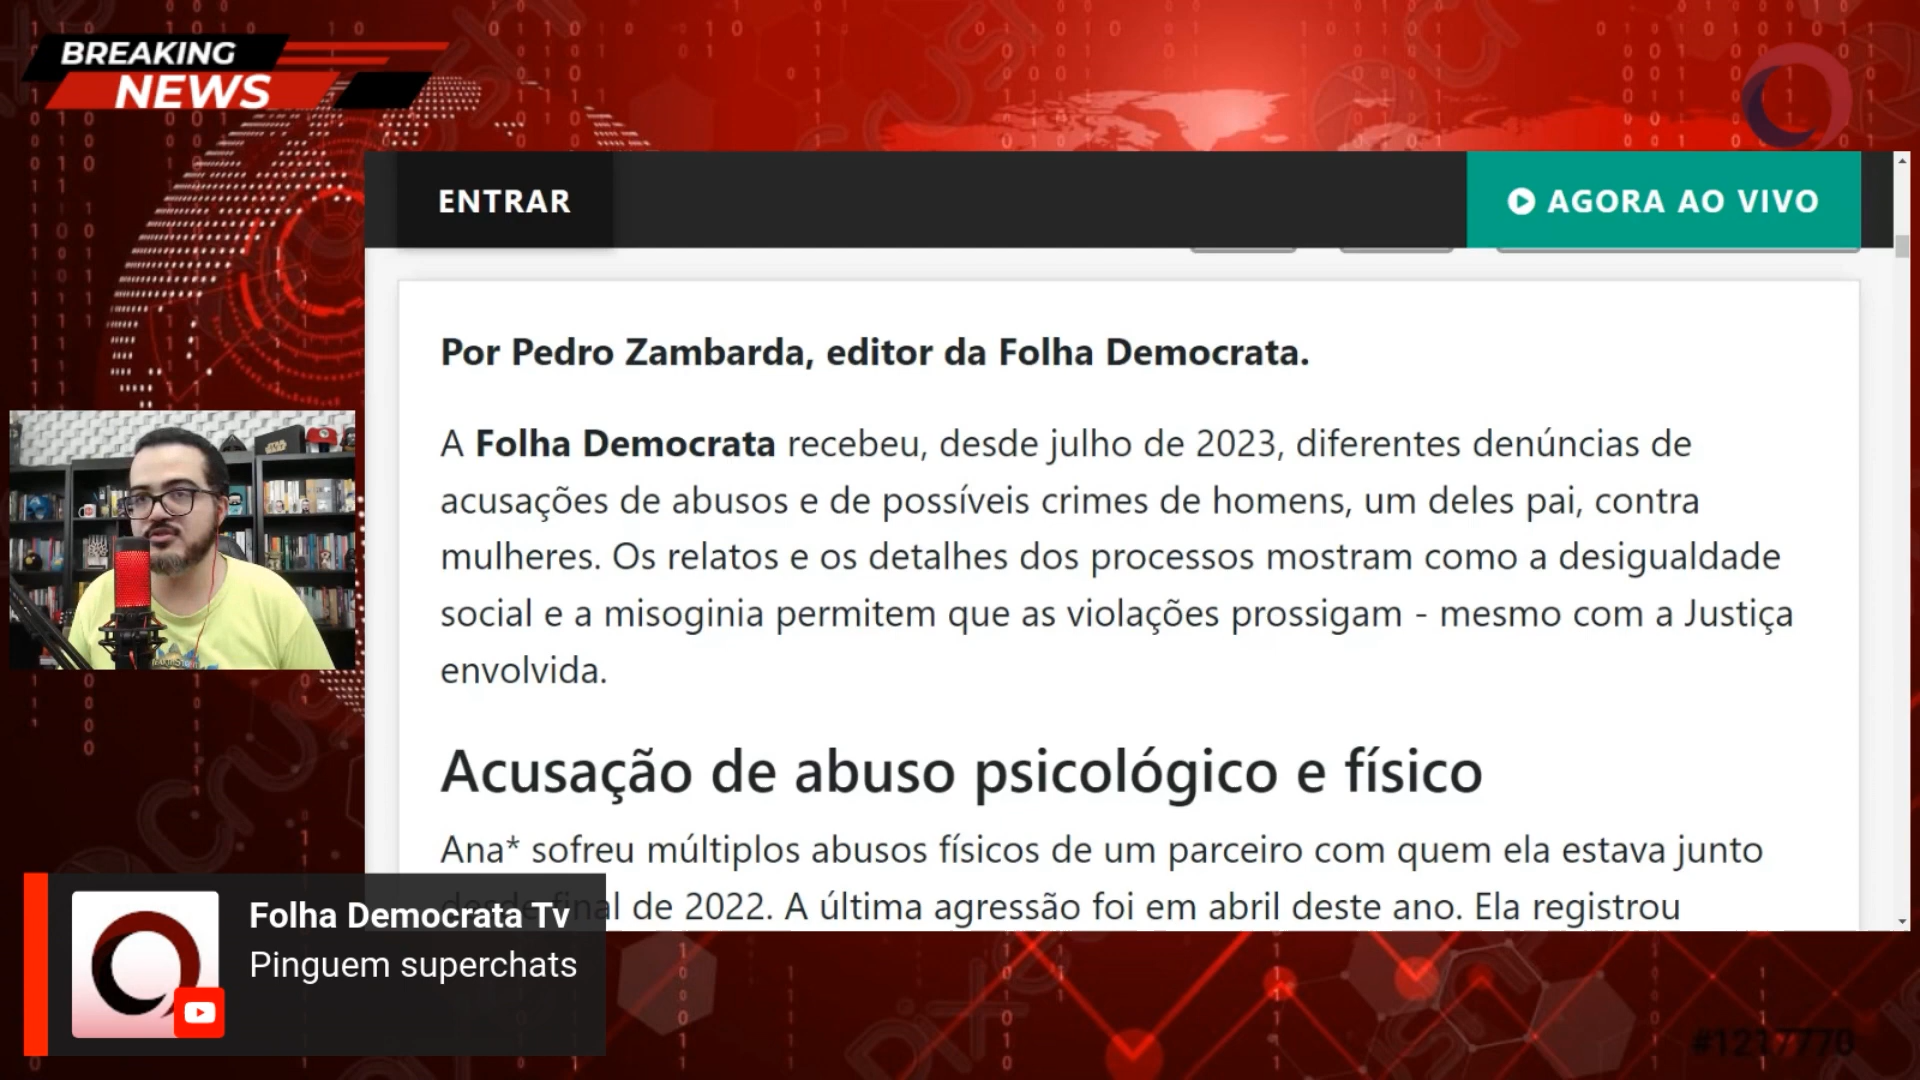 BREAKING
NEWS
ENTRAR
AGORA AO VIVO
Por Pedro Zambarda, editor da Folha Democrata.
A Folha Democrata recebeu, desde julho de 2023, diferentes denúncias de
acusações de abusos e de possíveis crimes de homens, um deles pai, contra
mulheres. Os relatos e os detalhes dos processos mostram como a desigualdade
social e a misoginia permitem que as violações prossigam - mesmo com a Justiça
envolvida.
Acusação de abuso psicológico e físico
Ana* sofreu múltiplos abusos físicos de um parceiro com quem ela estava junto
desde final de 2022. A última agressão foi em abril deste ano. Ela registrou
Folha Democrata Tv
Pinguem superchats
#1217770